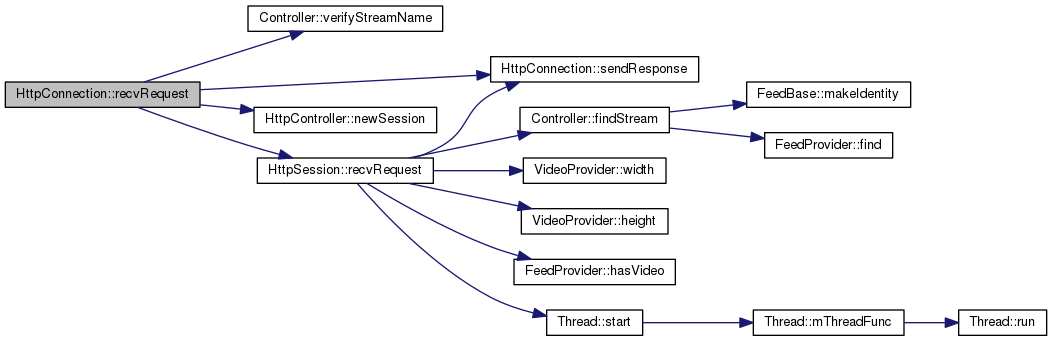 Controller::verifyStreamName
HttpConnection::sendResponse
HttpConnection::recvRequest
FeedBase::makeIdentity
HttpController::newSession
Controller::findStream
FeedProvider::find
HttpSession::recvRequest
VideoProvider::width
VideoProvider::height
FeedProvider::hasVideo
Thread::start
Thread::mThreadFunc
Thread::run